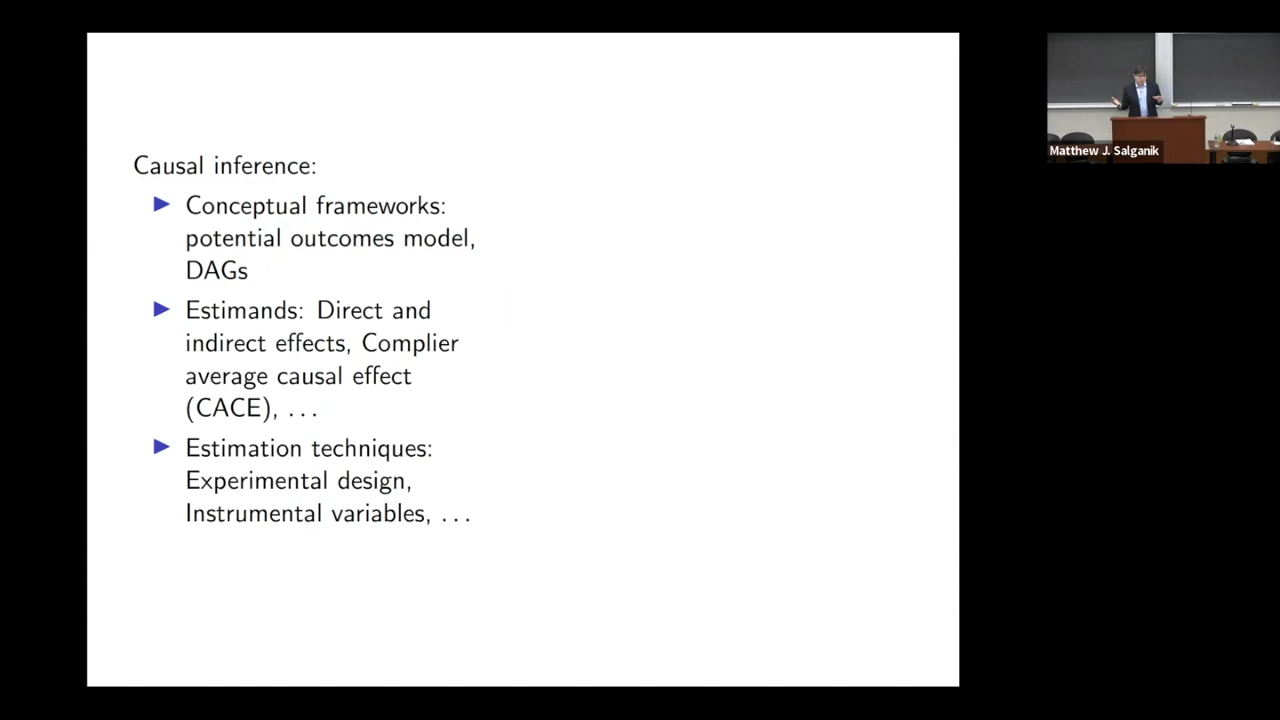 Causal inference:
▶ Conceptual frameworks:
potential outcomes model,
DAGs
▶ Estimands: Direct and
indirect effects, Complier
average causal effect
(CACE), ...
▶ Estimation techniques:
Experimental design,
Instrumental variables, ...
Matthew J. Salganik